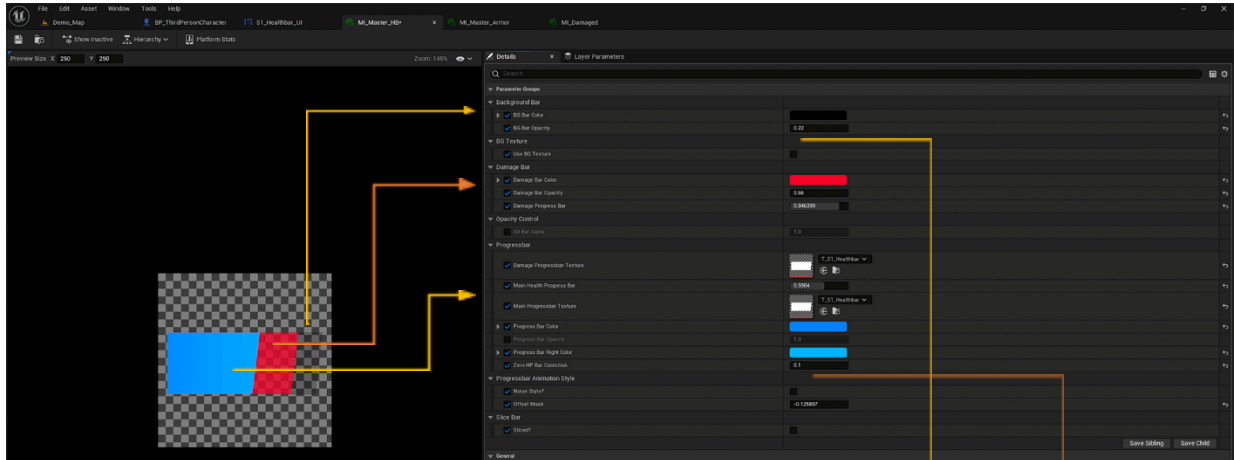 File Edit Asset Window Tools Help
Demo_Map BP_ThirdPersonCharacter S1_Healthbar_UI MI_Master_HB• MI_Master_Armor MI_Damaged
Show Inactive Hierarchy Platform Stats
Preview Size X 250 Y 250 Zoom: 149%
Details Layer Parameters
Search
Parameter Groups
Background Bar
BG Bar Color
BG Bar Opacity 0.22
BG Texture
Use BG Texture
Damage Bar
Damage Bar Color
Damage Bar Opacity 0.66
Damage Progress Bar 0.846399
Opacity Control
All Bar Alpha 1.0
Progressbar
Damage Progressbar Texture T_S1_Healthbar
Main Health Progress Bar 0.5984
Main Progressbar Texture T_S1_Healthbar
Progress Bar Color
Progress Bar Opacity 1.0
Progress Bar Right Color
Zero HP Bar Corection 0.1
Progressbar Animation Style
Noise Style?
Offset Mask -0.125807
Slice Bar
Sliced?
Save Sibling Save Child
General